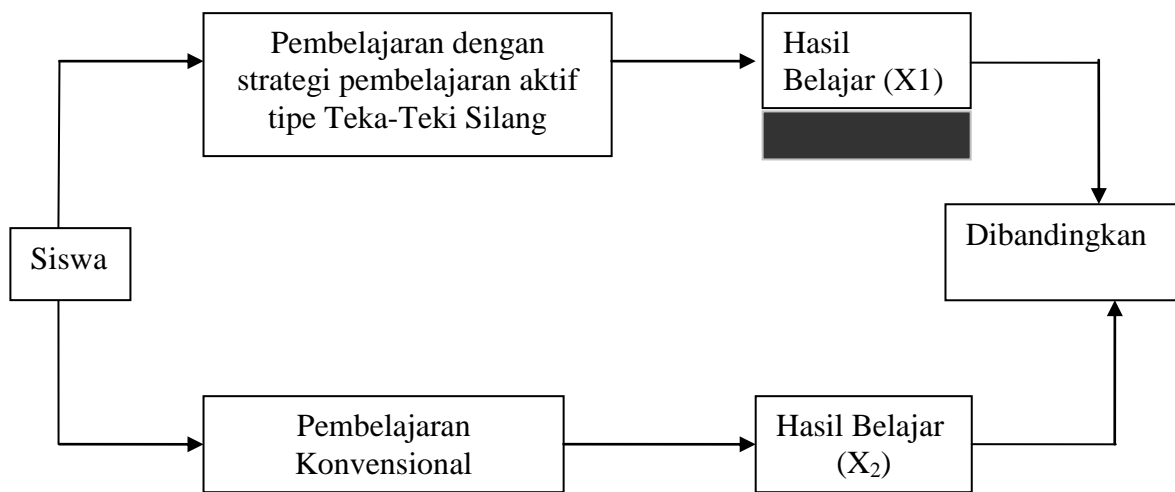 Pembelajaran dengan
strategi pembelajaran aktif
tipe Teka-Teki Silang
Hasil
Belajar (X1)
Siswa
Dibandingkan
Pembelajaran
Konvensional
Hasil Belajar
(X₂)